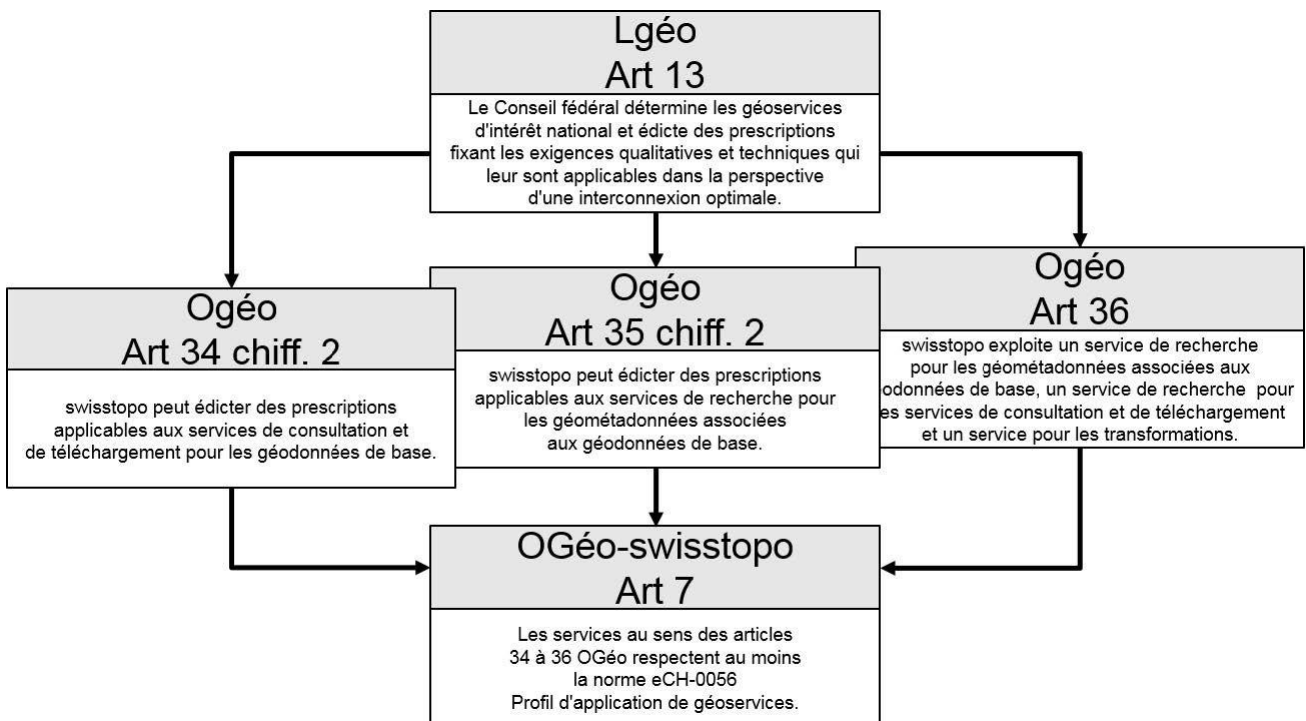 Lgéo
Art 13
Le Conseil fédéral détermine les géoservices
d'intérêt national et édicte des prescriptions
fixant les exigences qualitatives et techniques qui
leur sont applicables dans la perspective
d'une interconnexion optimale.
Ogéo
Art 34 chiff. 2
swisstopo peut édicter des prescriptions
applicables aux services de consultation et
de téléchargement pour les géodonnées de base.
Ogéo
Art 35 chiff. 2
swisstopo peut édicter des prescriptions
applicables aux services de recherche pour
les géométadonnées associées
aux géodonnées de base.
Ogéo
Art 36
swisstopo exploite un service de recherche
pour les géométadonnées associées aux
odonnées de base, un service de recherche pour
es services de consultation et de téléchargement
et un service pour les transformations.
OGéo-swisstopo
Art 7
Les services au sens des articles
34 à 36 OGéo respectent au moins
la norme eCH-0056
Profil d'application de géoservices.